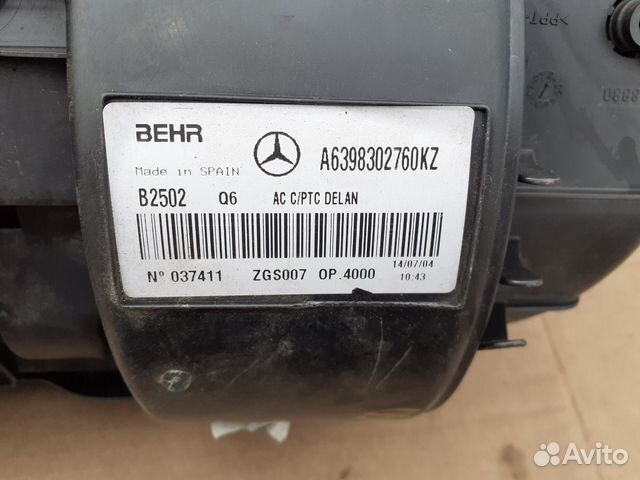 BEHR
A6398302760KZ
Made in SPAIN
B2502 Q6 AC C/PTC DELAN
14/07/04
Nº 037411 ZGS007 OP.4000 10:43
Avito